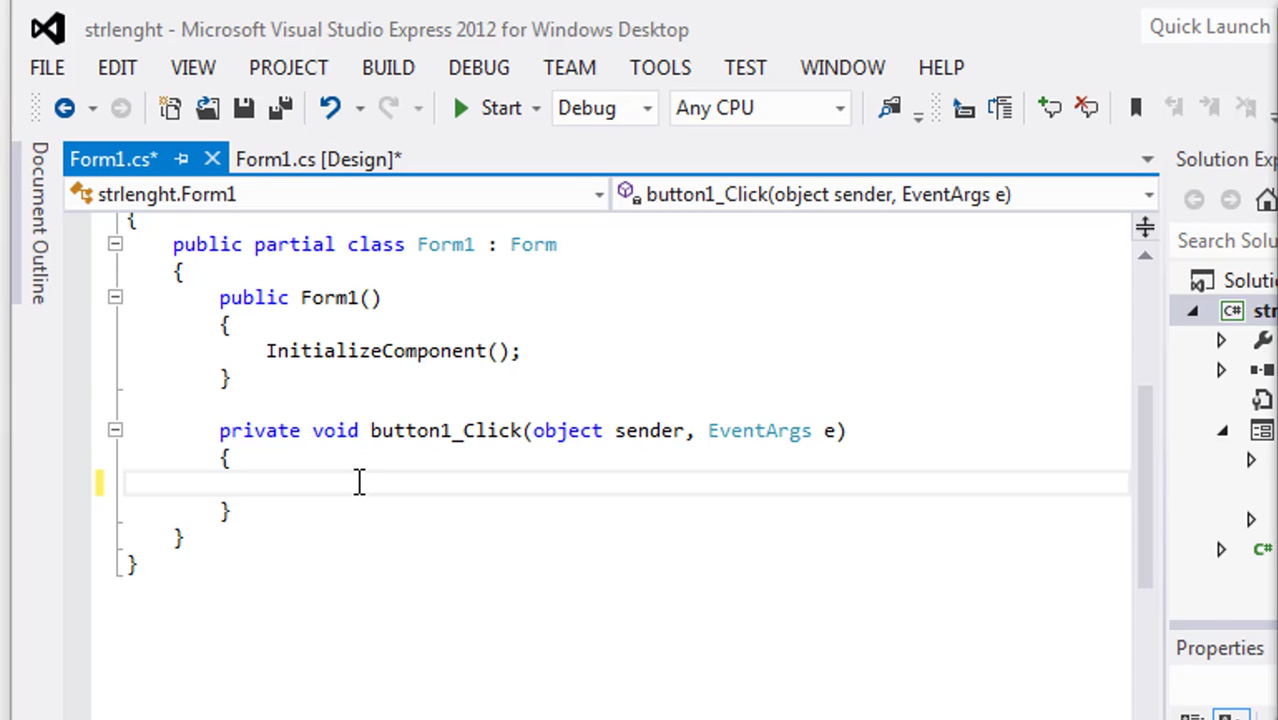 strlenght - Microsoft Visual Studio Express 2012 for Windows Desktop
Quick Launch
FILE EDIT VIEW PROJECT BUILD DEBUG TEAM TOOLS TEST WINDOW HELP
Start Debug Any CPU
Document Outline
Form1.cs* Form1.cs [Design]*
strlenght.Form1 button1_Click(object sender, EventArgs e)
{
public partial class Form1 : Form
{
public Form1()
{
InitializeComponent();
}
private void button1_Click(object sender, EventArgs e)
{
}
}
}
Solution Exp
Search Solu
Soluti
C# str
C#
Properties